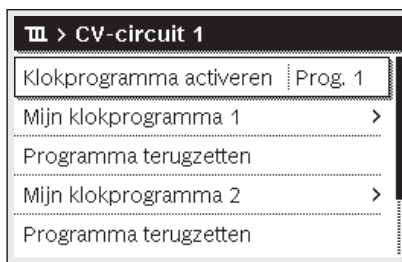 > CV-circuit 1
Klokprogramma activeren Prog. 1
Mijn klokprogramma 1 >
Programma terugzetten
Mijn klokprogramma 2 >
Programma terugzetten